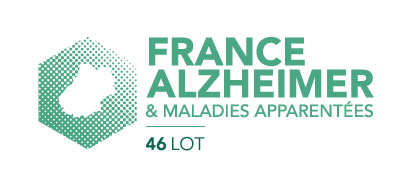 FRANCE
ALZHEIMER
& MALADIES APPARENTÉES
46 LOT